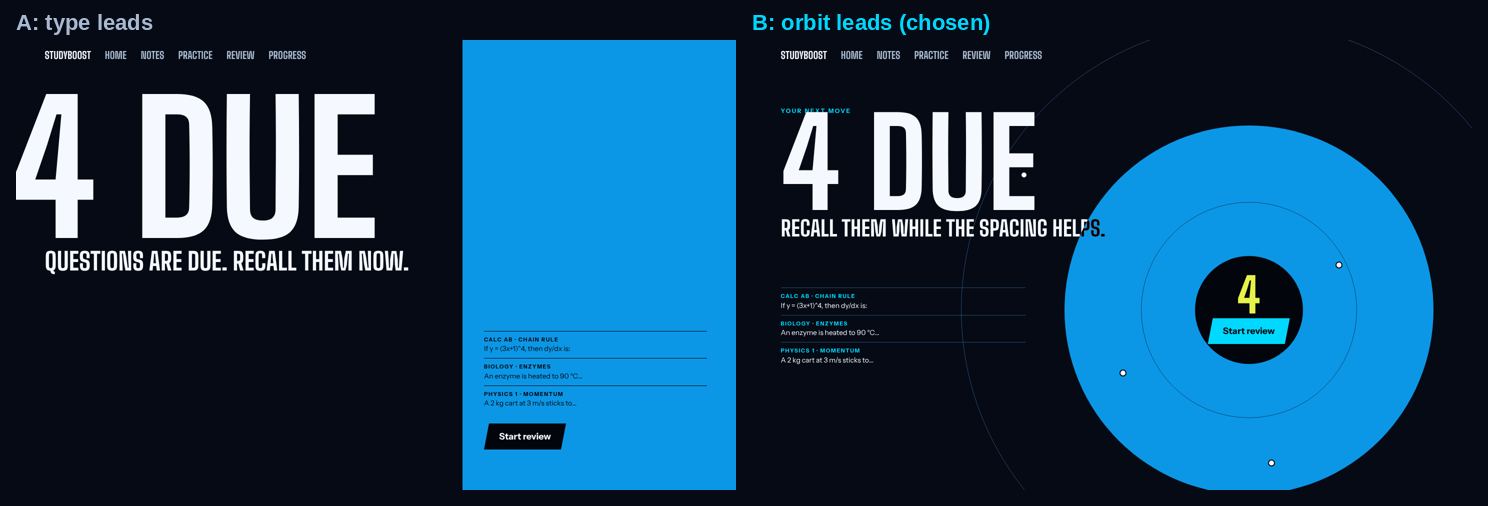 A: type leads
STUDYBOOST HOME NOTES PRACTICE REVIEW PROGRESS
4 DUE
QUESTIONS ARE DUE. RECALL THEM NOW.
CALC AB · CHAIN RULE
If y = (3x+1)^4, then dy/dx is:
BIOLOGY · ENZYMES
An enzyme is heated to 90 °C...
PHYSICS 1 · MOMENTUM
A 2 kg cart at 3 m/s sticks to...
Start review
B: orbit leads (chosen)
STUDYBOOST HOME NOTES PRACTICE REVIEW PROGRESS
YOUR NEXT MOVE
4 DUE
RECALL THEM WHILE THE SPACING HELPS.
CALC AB · CHAIN RULE
If y = (3x+1)^4, then dy/dx is:
BIOLOGY · ENZYMES
An enzyme is heated to 90 °C...
PHYSICS 1 · MOMENTUM
A 2 kg cart at 3 m/s sticks to...
4
Start review